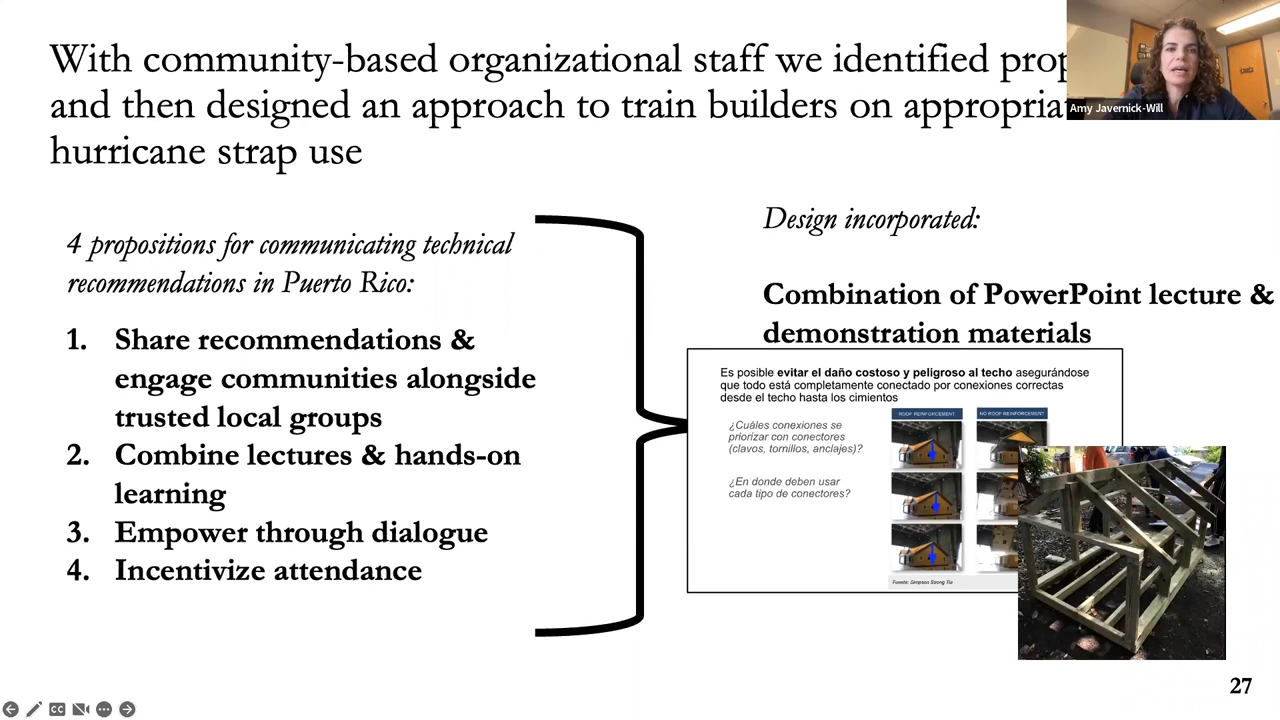 With community-based organizational staff we identified prop
and then designed an approach to train builders on appropria
hurricane strap use
Amy Javernick-Will
4 propositions for communicating technical
recommendations in Puerto Rico:
1. Share recommendations &
engage communities alongside
trusted local groups
2. Combine lectures & hands-on
learning
3. Empower through dialogue
4. Incentivize attendance
Design incorporated:
Combination of PowerPoint lecture &
demonstration materials
Es posible evitar el daño costoso y peligroso al techo asegurándose
que todo está completamente conectado por conexiones correctas
desde el techo hasta los cimientos
¿Cuáles conexiones se
priorizar con conectores
(clavos, tornillos, anclajes)?
¿En donde deben usar
cada tipo de conectores?
ROOF REINFORCEMENT
NO ROOF REINFORCEMENT
Fuente: Simpson Strong Tie
CC
27